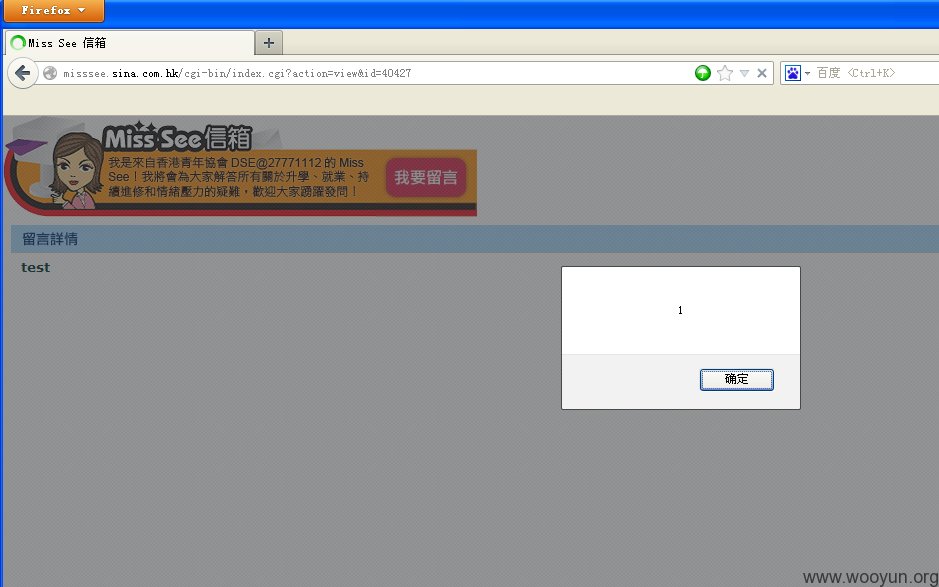 Firefox
Miss See 信箱
misssee.sina.com.hk/cgi-bin/index.cgi?action=view&id=40427
百度 <Ctrl+K>
Miss See信箱
我是來自香港青年協會 DSE@27771112 的 Miss
See！我將會為大家解答所有關於升學、就業、持
續進修和情緒壓力的疑難，歡迎大家踴躍發問！
我要留言
留言詳情
test
1
确定
www.wooyun.org